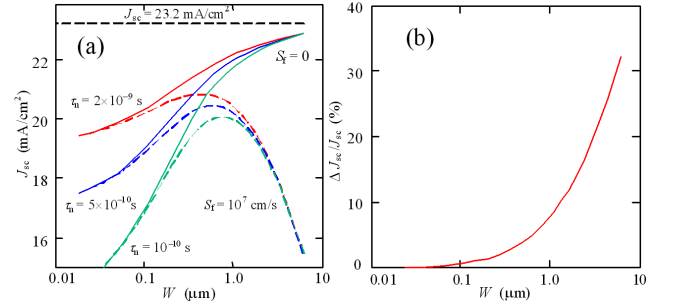 J_sc = 23.2 mA/cm²
(a)
S_f = 0
τ_n = 2×10⁻⁹ s
τ_n = 5×10⁻¹⁰ s
τ_n = 10⁻¹⁰ s
S_f = 10⁷ cm/s
J_sc (mA/cm²)
22
20
18
16
0.01 0.1 1.0 10
W (μm)
(b)
Δ J_sc/J_sc (%)
40
30
20
10
0
0.01 0.1 1.0 10
W (μm)